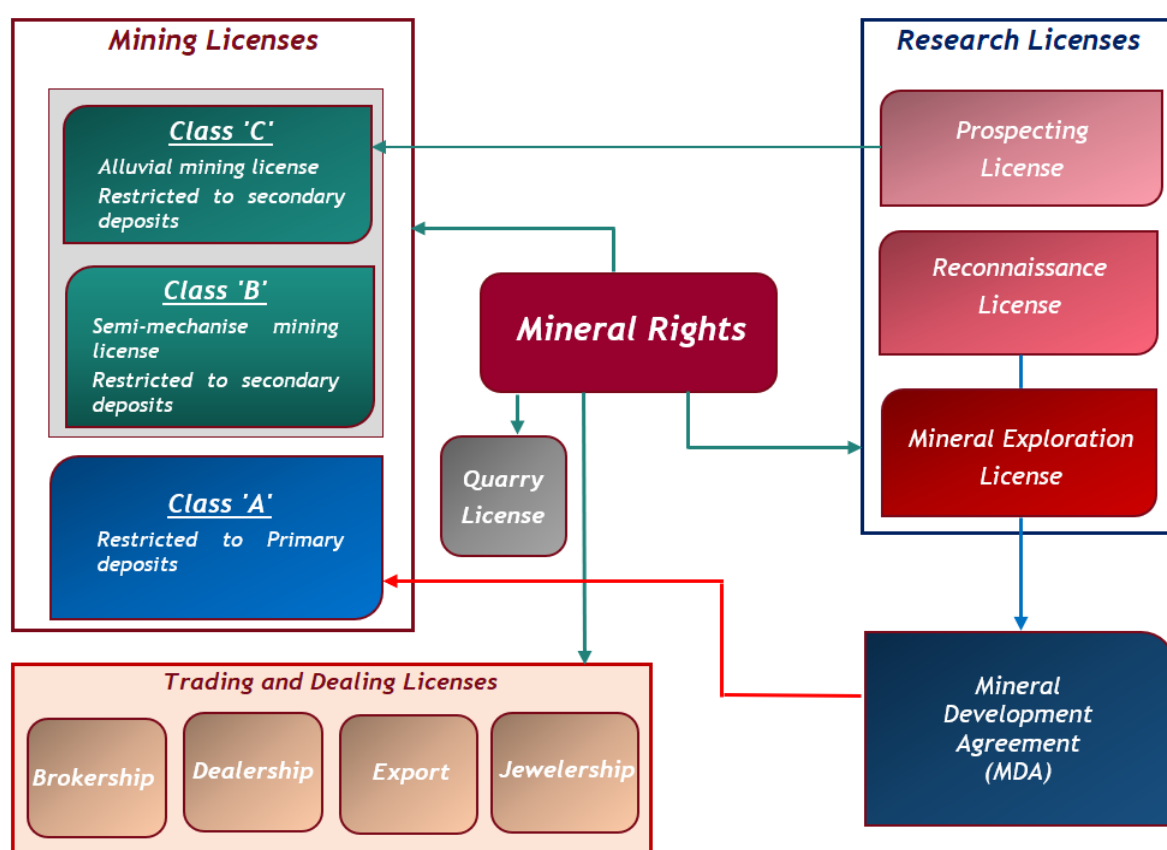 Mining Licenses
Class 'C'
Alluvial mining license
Restricted to secondary
deposits
Class 'B'
Semi-mechanise mining
license
Restricted to secondary
deposits
Class 'A'
Restricted to Primary
deposits
Mineral Rights
Quarry
License
Research Licenses
Prospecting
License
Reconnaissance
License
Mineral Exploration
License
Mineral
Development
Agreement
(MDA)
Trading and Dealing Licenses
Brokership
Dealership
Export
Jewelership